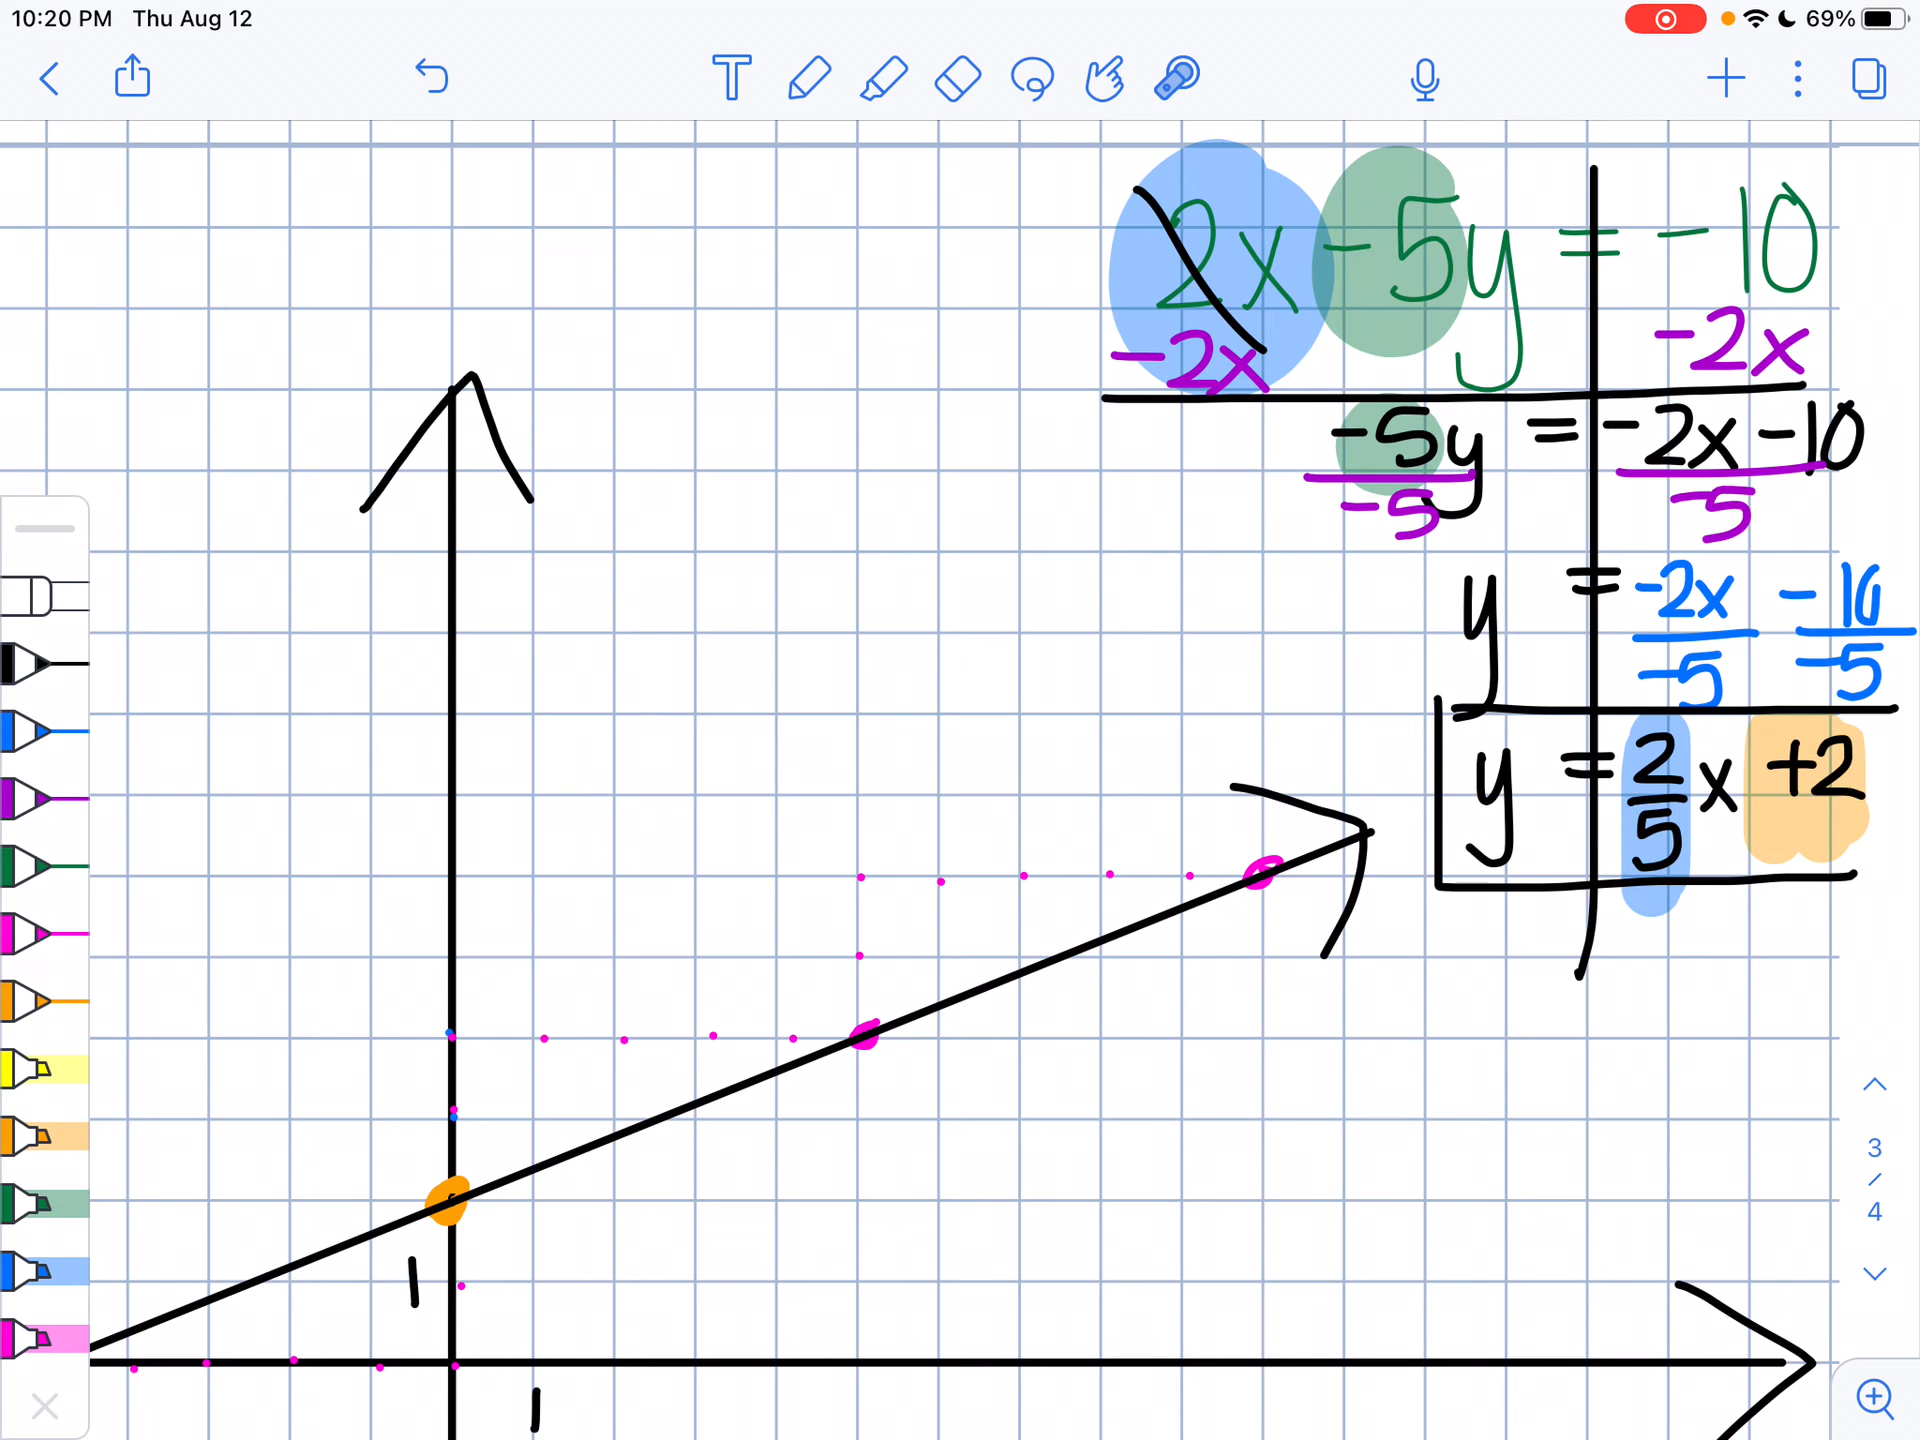 10:20 PM Thu Aug 12 69%
T
2x -5y = -10
-2x -2x
-5y = -2x -10
-5 -5
y = -2x -10
-5 -5
y = 2 x +2
5
3
/
4
1
1